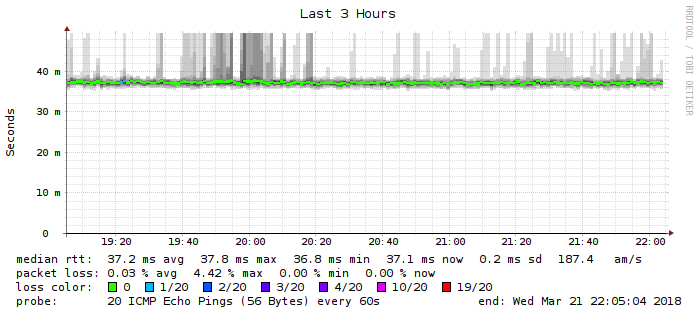 Last 3 Hours
RRDTOOL / TOBI OETIKER
Seconds
40 m
30 m
20 m
10 m
0
19:20 19:40 20:00 20:20 20:40 21:00 21:20 21:40 22:00
median rtt: 37.2 ms avg 37.8 ms max 36.8 ms min 37.1 ms now 0.2 ms sd 187.4 am/s
packet loss: 0.03 % avg 4.42 % max 0.00 % min 0.00 % now
loss color: 0 1/20 2/20 3/20 4/20 10/20 19/20
probe: 20 ICMP Echo Pings (56 Bytes) every 60s end: Wed Mar 21 22:05:04 2018